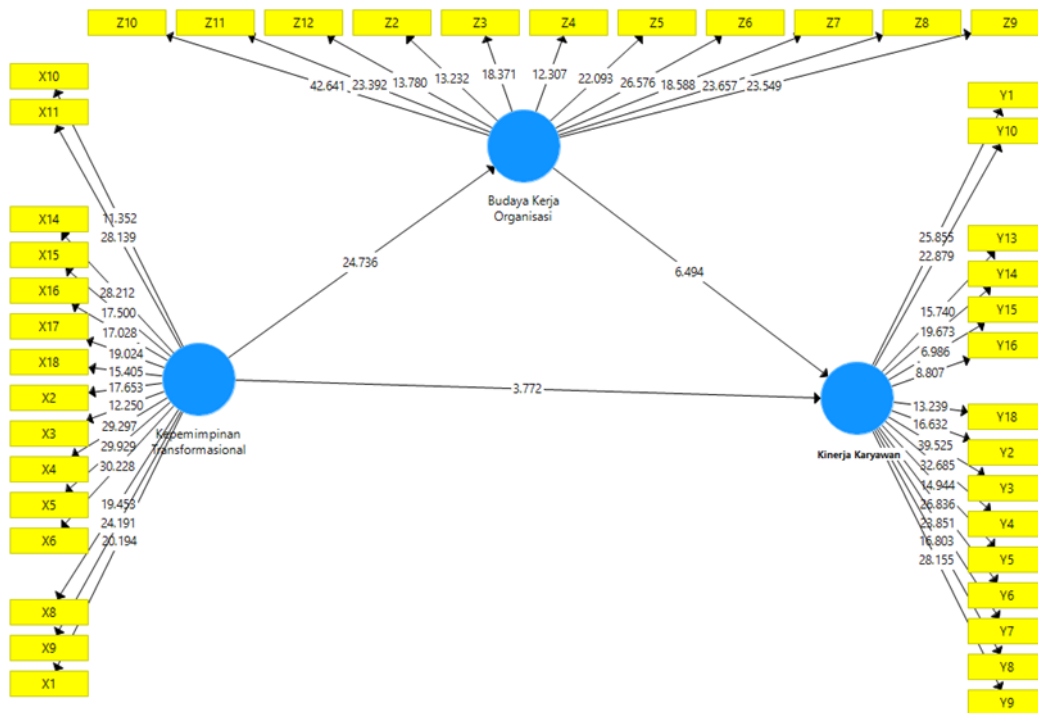 Z10 Z11 Z12 Z2 Z3 Z4 Z5 Z6 Z7 Z8 Z9
42.641 23.392 13.780 13.232 18.371 12.307 22.093 26.576 18.588 23.657 23.549
Budaya Kerja
Organisasi
X10
X11
X14
X15
X16
X17
X18
X2
X3
X4
X5
X6
X8
X9
X1
11.352
28.139
28.212
17.500
17.028
19.024
15.405
17.653
12.250
29.297
29.929
30.228
19.453
24.191
20.194
Kepemimpinan
Transformasional
24.736
6.494
3.772
Kinerja Karyawan
25.855
22.879
15.740
19.673
6.986
8.807
13.239
16.632
39.525
32.685
14.944
26.836
23.851
16.803
28.155
Y1
Y10
Y13
Y14
Y15
Y16
Y18
Y2
Y3
Y4
Y5
Y6
Y7
Y8
Y9